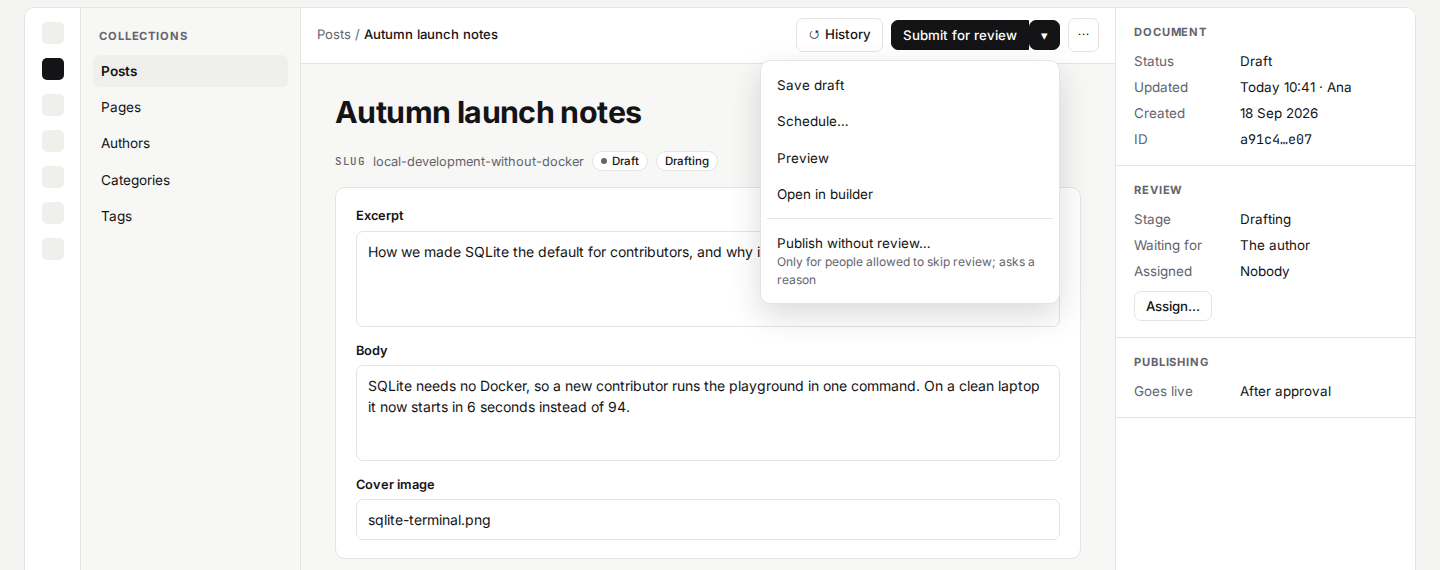 COLLECTIONS
Posts
Pages
Authors
Categories
Tags
Posts / Autumn launch notes
History
Submit for review
▾
...
Save draft
Schedule...
Preview
Open in builder
Publish without review...
Only for people allowed to skip review; asks a
reason
Autumn launch notes
SLUG local-development-without-docker Draft Drafting
Excerpt
How we made SQLite the default for contributors, and why
Body
SQLite needs no Docker, so a new contributor runs the playground in one command. On a clean laptop
it now starts in 6 seconds instead of 94.
Cover image
sqlite-terminal.png
DOCUMENT
Status Draft
Updated Today 10:41 · Ana
Created 18 Sep 2026
ID a91c4…e07
REVIEW
Stage Drafting
Waiting for The author
Assigned Nobody
Assign...
PUBLISHING
Goes live After approval